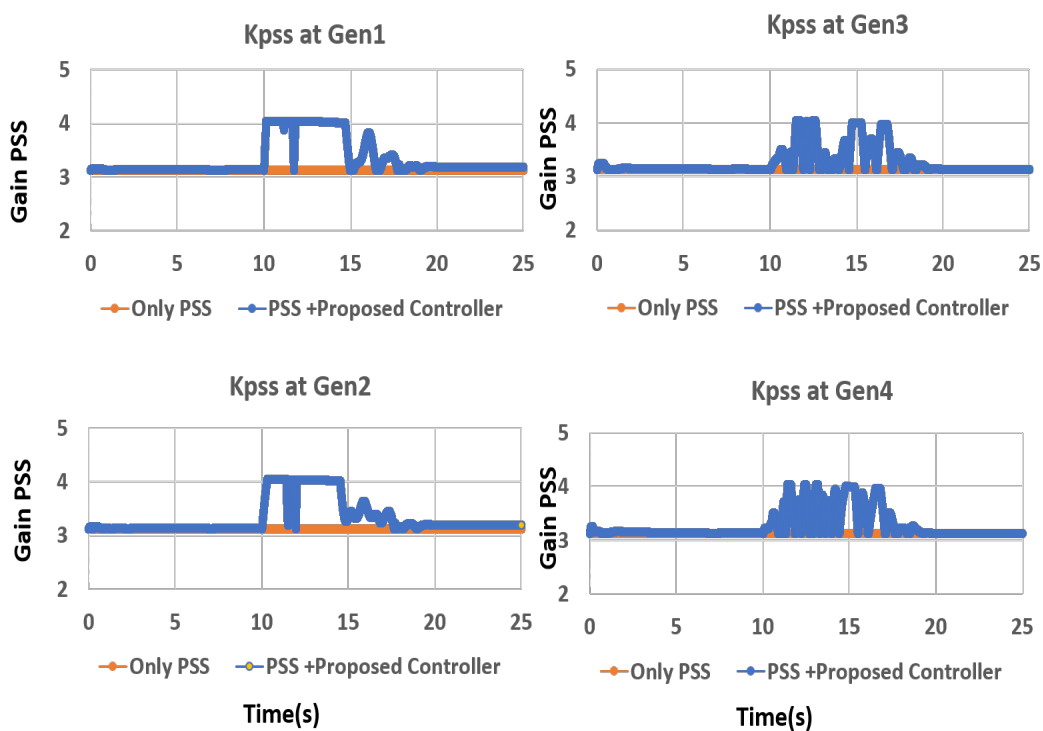 Kpss at Gen1
5
4
3
2
Gain PSS
0 5 10 15 20 25
Only PSS PSS +Proposed Controller
Kpss at Gen3
5
4
3
2
Gain PSS
0 5 10 15 20 25
Only PSS PSS +Proposed Controller
Kpss at Gen2
5
4
3
2
Gain PSS
0 5 10 15 20 25
Only PSS PSS +Proposed Controller
Time(s)
Kpss at Gen4
5
4
3
2
Gain PSS
0 5 10 15 20 25
Only PSS PSS +Proposed Controller
Time(s)